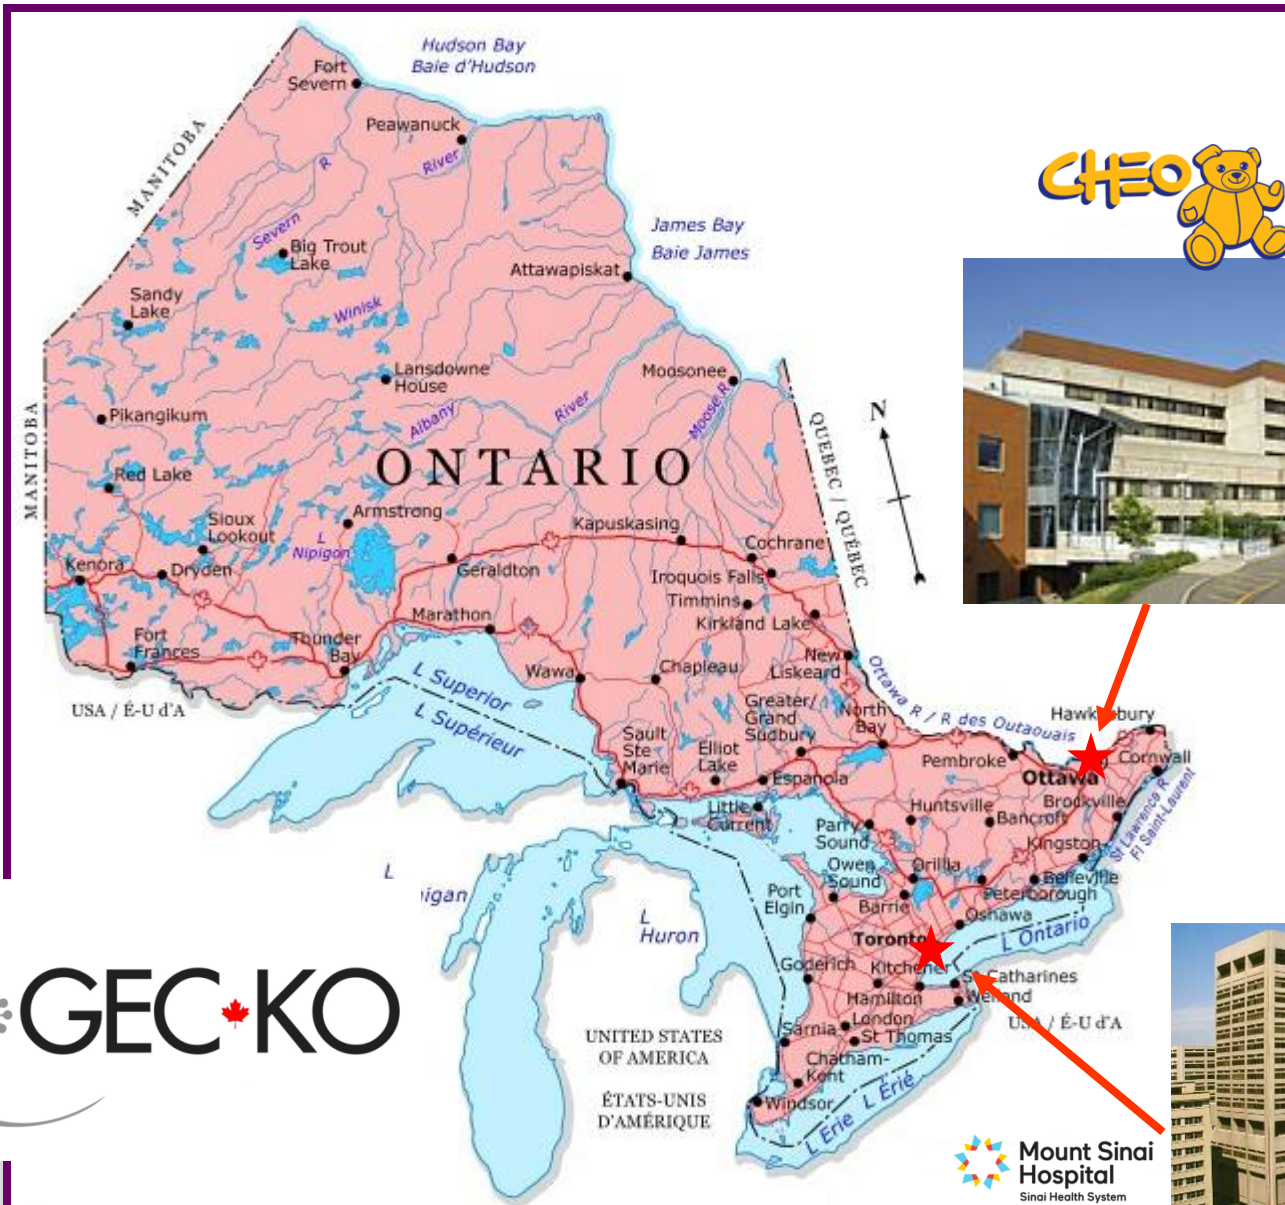 Hudson Bay
Baie d'Hudson
Fort
Severn
Peawanuck
River
R
Severn
MANITOBA
James Bay
Baie James
Big Trout
Lake
Attawapiskat
Sandy
Lake
Winisk
Lansdowne
House
Moosonee
Moose R
Albany
River
Pikangikum
MANITOBA
QUEBEC / QUÉBEC
N
ONTARIO
Red Lake
Armstrong
Sioux
Lookout
L
Nipigon
Kapuskasing
Cochrane
Kenora
Dryden
Geraldton
Iroquois Falls
Timmins
Kirkland Lake
Marathon
Fort
Frances
Thunder
Bay
Wawa
Chapleau
New
Liskeard
USA / É-U d'A
L Superior
L Supérieur
Greater/
Grand
Sudbury
North
Bay
Ottawa R / R des Outaouais
Sault
Ste
Marie
Elliot
Lake
Espanola
Pembroke
Ottawa
Cornwall
Little
Current
Huntsville
Bancroft
Brockville
Parry
Sound
Kingston
St Lawrence R
Fl Saint-Laurent
Owen
Sound
Orillia
Belleville
Peterborough
Port
Elgin
Barrie
Oshawa
L
igan
L
Huron
Toronto
L Ontario
Goderich
Kitchener
Catharines
Hamilton
Welland
USA / É-U d'A
London
St Thomas
Sarnia
UNITED STATES
OF AMERICA
Chatham-
Kent
ÉTATS-UNIS
D'AMÉRIQUE
Windsor
L Erie L Érié
CHEO
GEC KO
Mount Sinai
Hospital
Sinai Health System